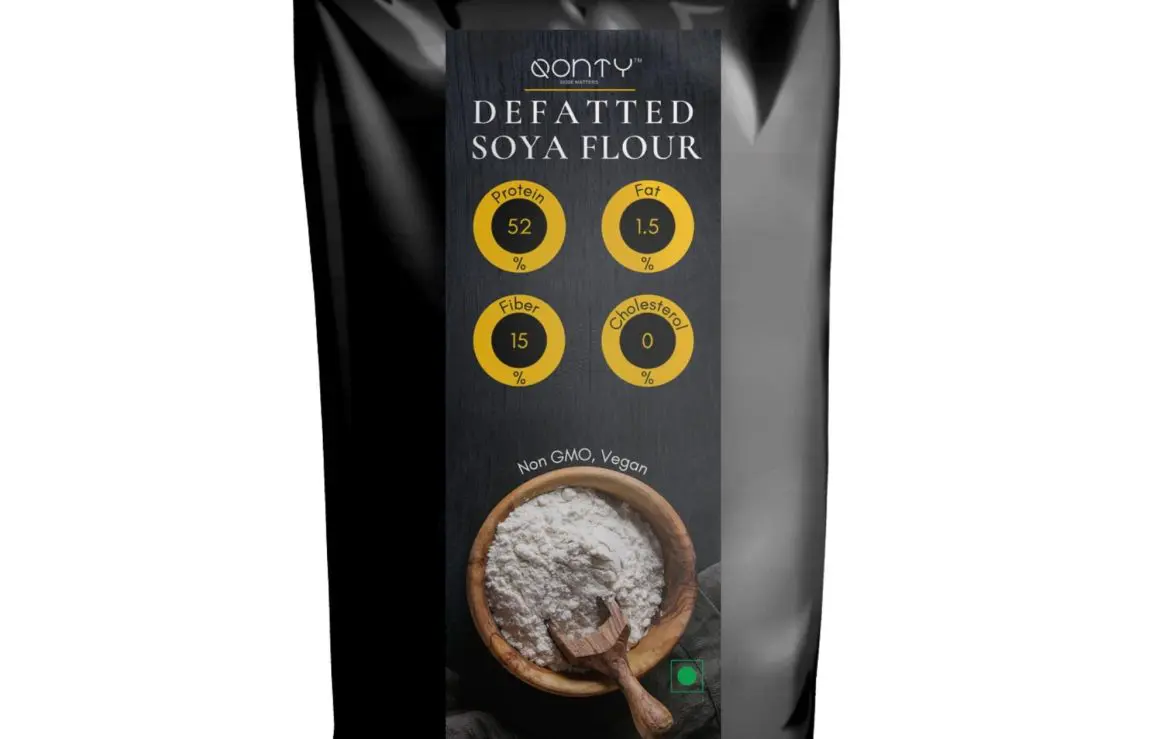 QONTY™
DEFATTED
SOYA FLOUR
Protein
52
%
Fat
1.5
%
Fiber
15
%
Cholesterol
0
%
Non GMO, Vegan